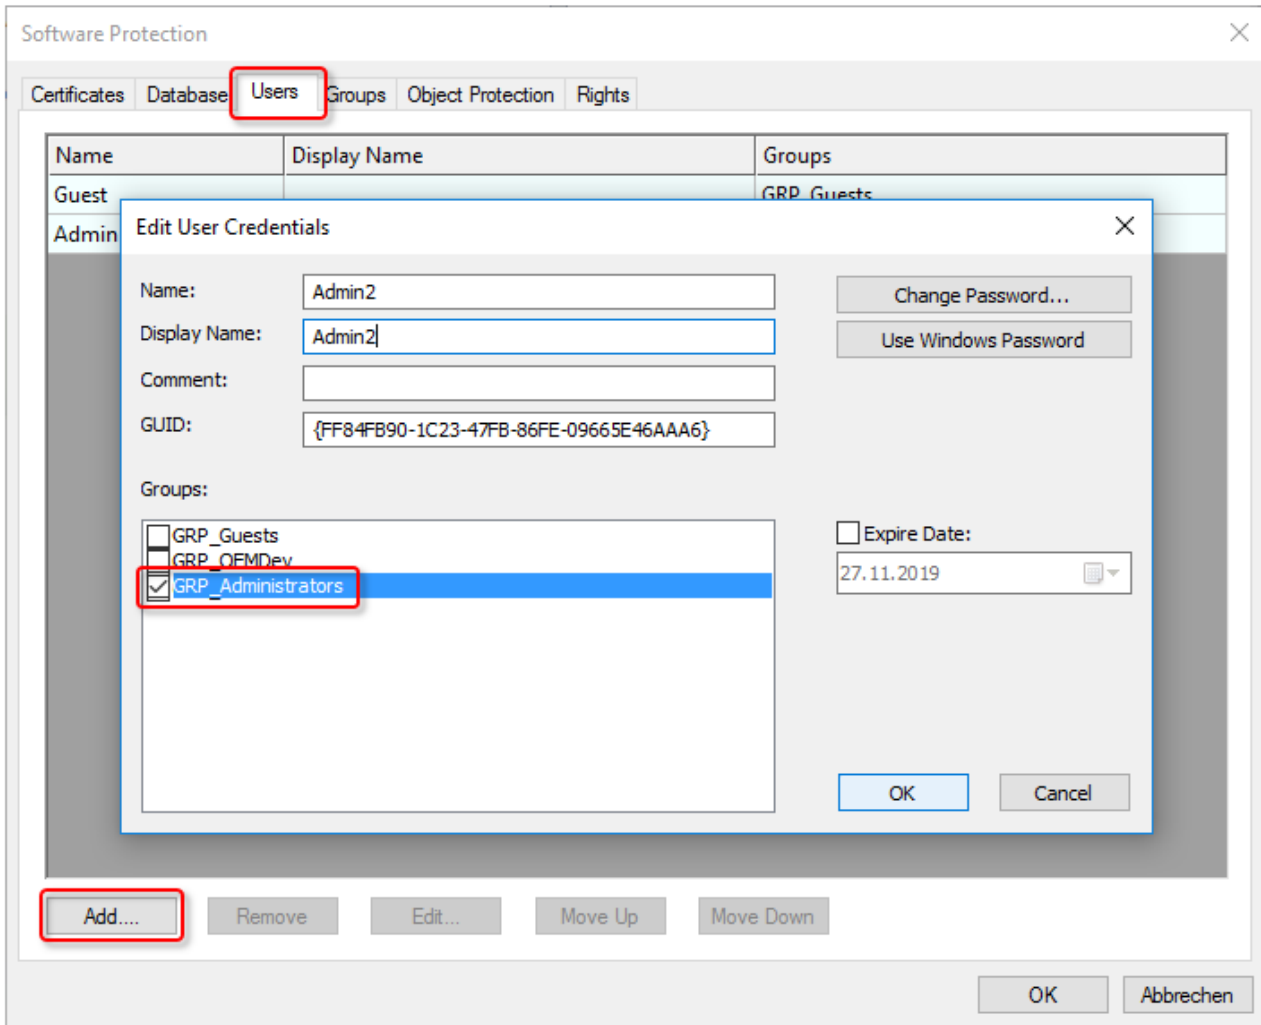 Software Protection
Certificates Database Users Groups Object Protection Rights
Name Display Name Groups
Guest GRP_Guests
Admin
Edit User Credentials
Name: Admin2 Change Password...
Display Name: Admin2 Use Windows Password
Comment:
GUID: {FF84FB90-1C23-47FB-86FE-09665E46AAA6}
Groups:
GRP_Guests Expire Date:
GRP_OEMDev
GRP_Administrators 27.11.2019
OK Cancel
Add.... Remove Edit... Move Up Move Down
OK Abbrechen